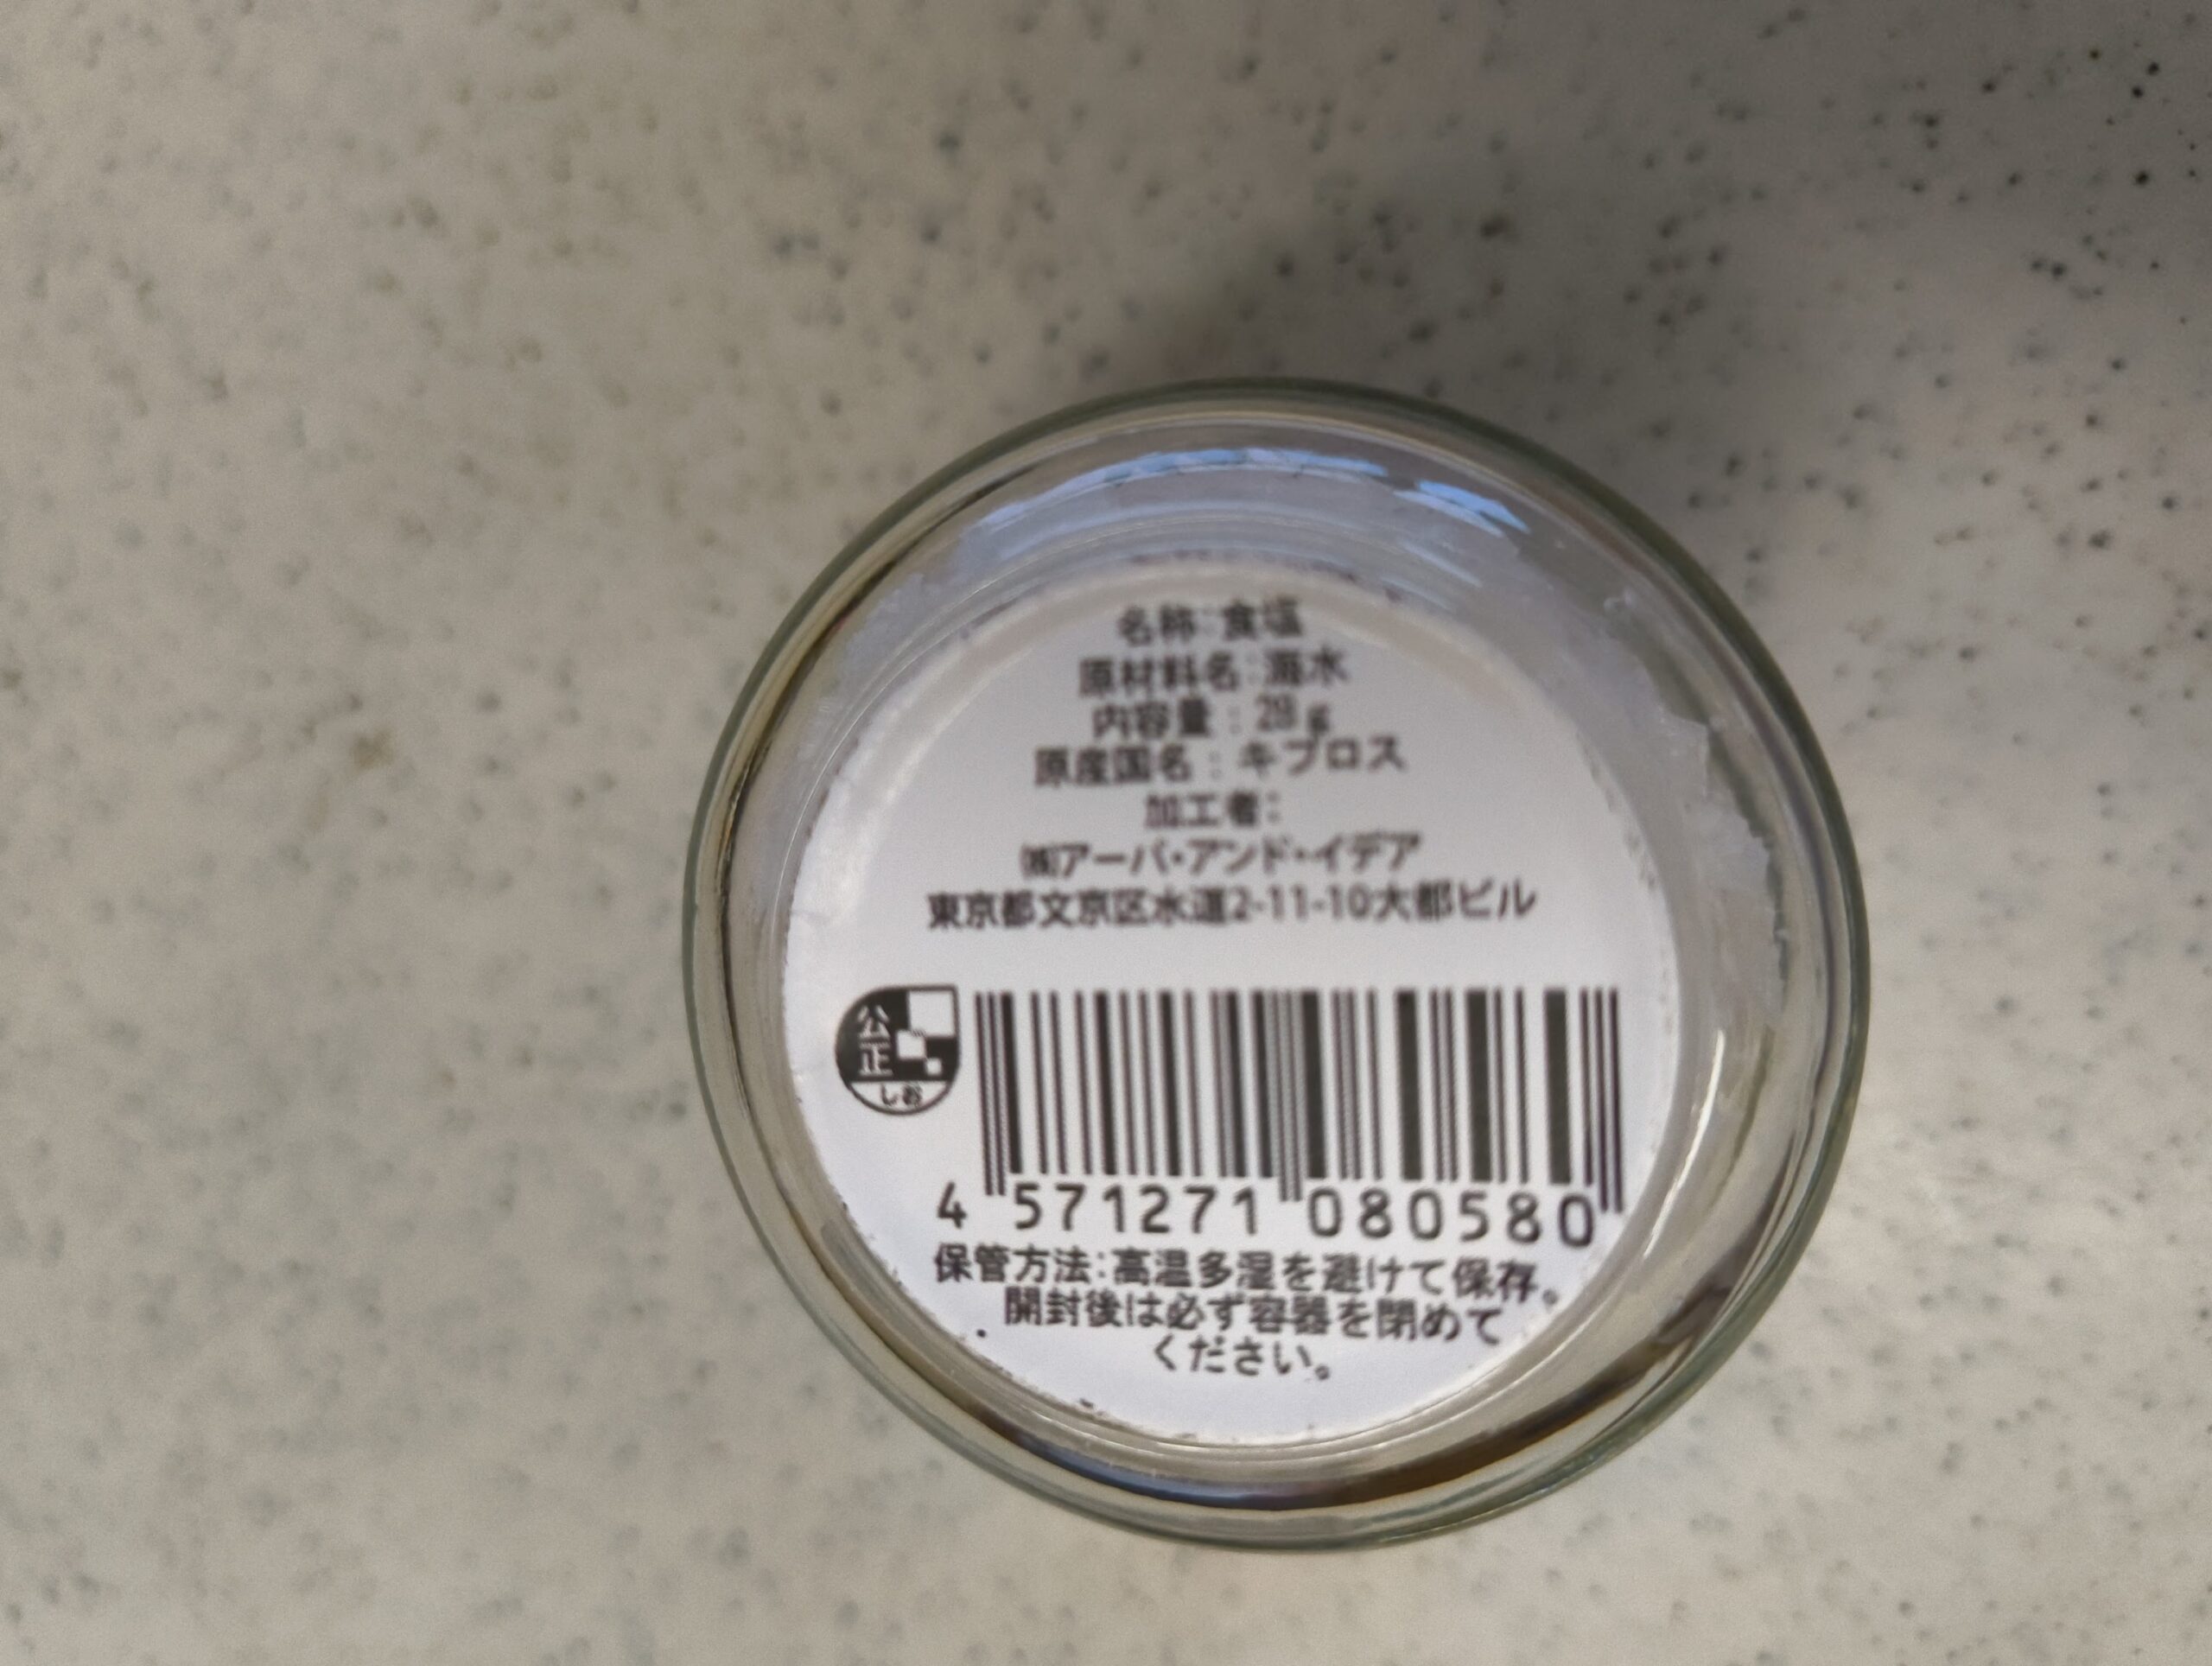 名称:食塩
原材料名:海水
内容量:28g
原産国名:キプロス
加工者:
㈱アーバ・アンド・イデア
東京都文京区水道2-11-10大都ビル
公正
しお
4 571271 080580
保管方法:高温多湿を避けて保存。
開封後は必ず容器を閉めて
ください。